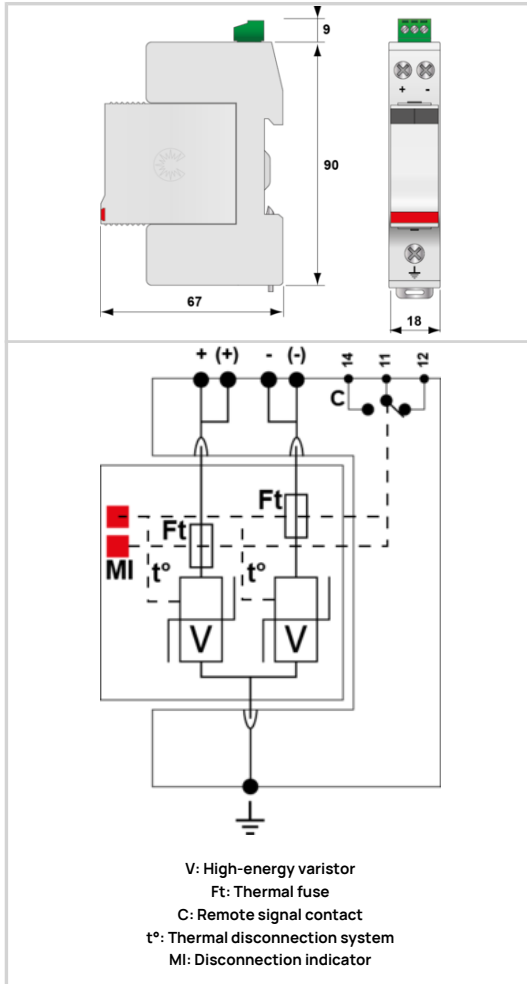 9
+ -
90
67
18
+ (+) - (-) 14 11 12
C
Ft
Ft
MI t° t°
V V
V: High-energy varistor
Ft: Thermal fuse
C: Remote signal contact
t°: Thermal disconnection system
MI: Disconnection indicator